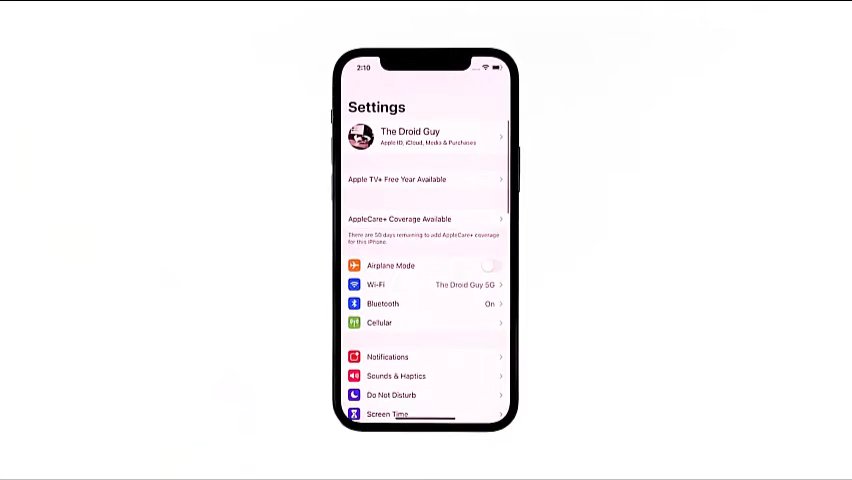 2:10
Settings
The Droid Guy
Apple ID, iCloud, Media & Purchases
Apple TV+ Free Year Available
AppleCare+ Coverage Available
There are 50 days remaining to add AppleCare+ coverage
for this iPhone.
Airplane Mode
Wi-Fi The Droid Guy 5G
Bluetooth On
Cellular
Notifications
Sounds & Haptics
Do Not Disturb
Screen Time